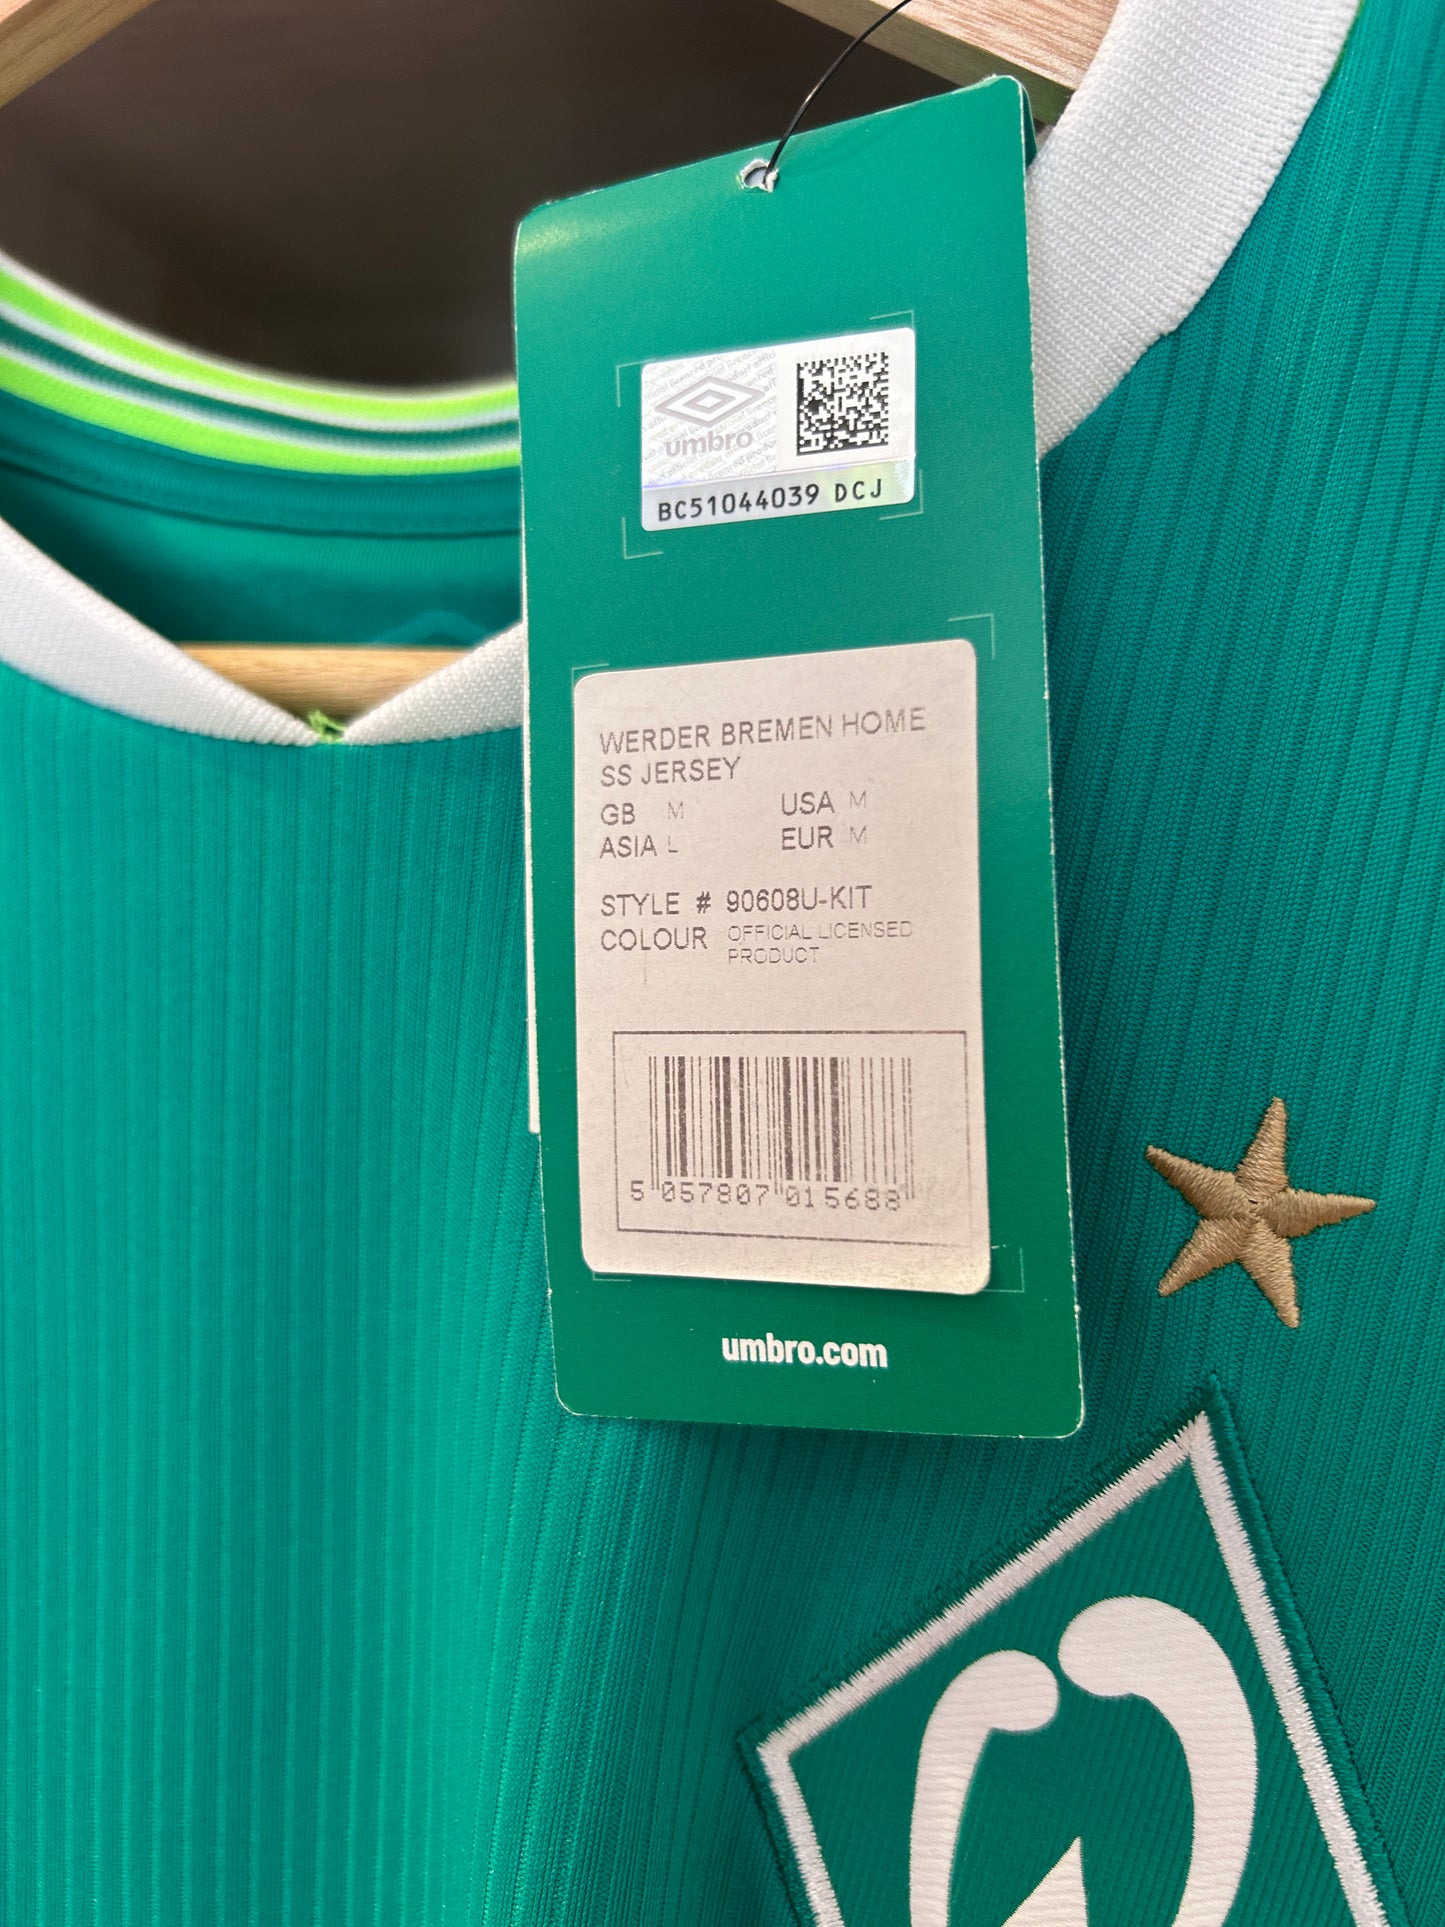 umbro
BC51044039 DCJ
WERDER BREMEN HOME
SS JERSEY
GB M USA M
ASIA L EUR M
STYLE # 90608U-KIT
COLOUR OFFICIAL LICENSED
PRODUCT
5 057807 015688
umbro.com